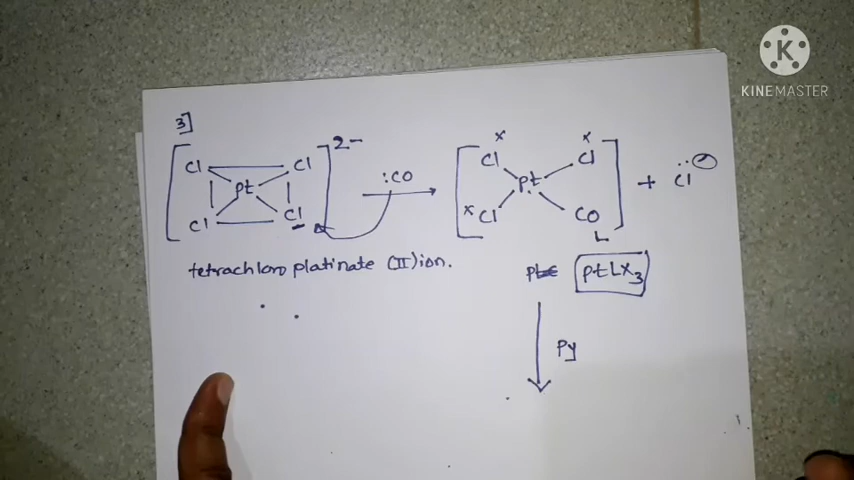 K
KINEMASTER
3]
[Cl Cl Pt Cl Cl]2-
:CO
[Cl x Cl x Pt x Cl CO L] + :Cl⊖
tetrachloro platinate (II) ion.
PtLX3
Py